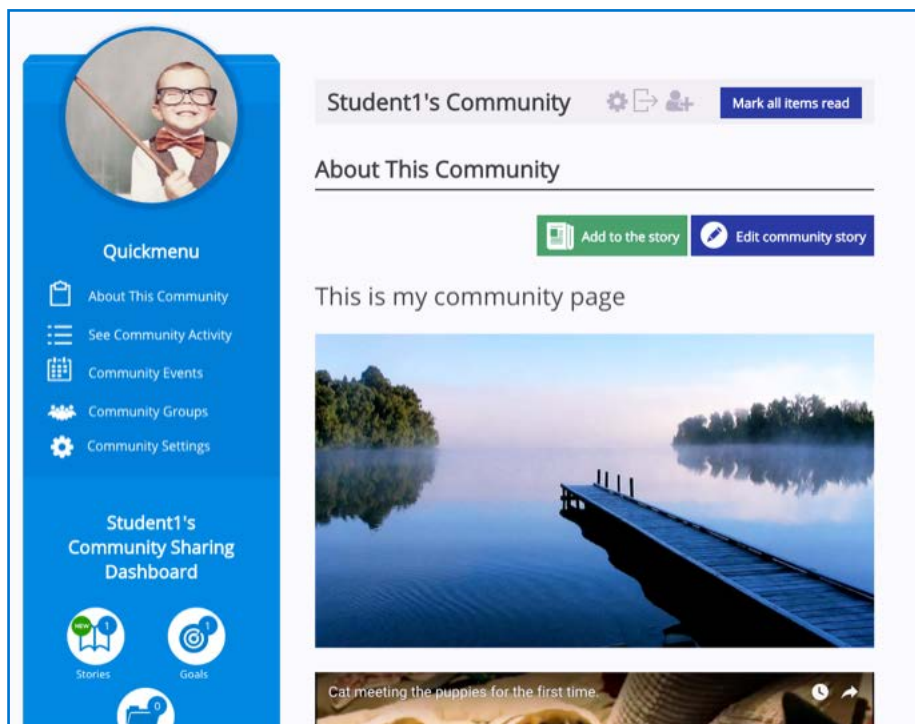 Student1's Community
Mark all items read
About This Community
Add to the story
Edit community story
This is my community page
Cat meeting the puppies for the first time.
Quickmenu
About This Community
See Community Activity
Community Events
Community Groups
Community Settings
Student1's
Community Sharing
Dashboard
NEW
1
1
Stories
Goals
0